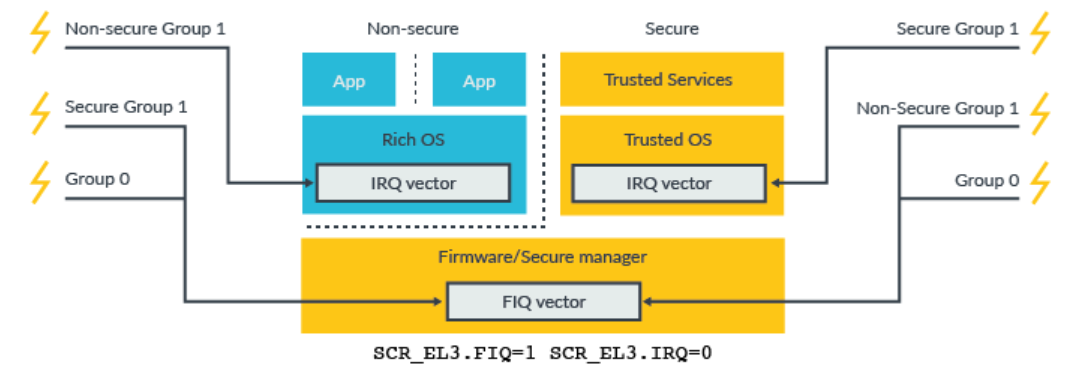 Non-secure Group 1
Non-secure
Secure
Secure Group 1
App
App
Trusted Services
Secure Group 1
Non-Secure Group 1
Rich OS
Trusted OS
Group 0
IRQ vector
IRQ vector
Group 0
Firmware/Secure manager
FIQ vector
SCR_EL3.FIQ=1 SCR_EL3.IRQ=0